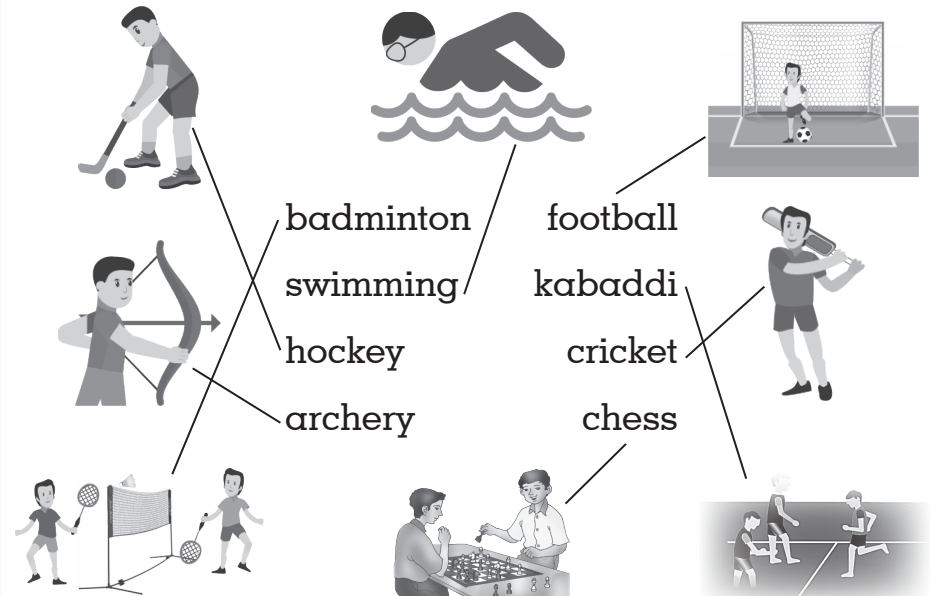 badminton
swimming
hockey
archery
football
kabaddi
cricket
chess